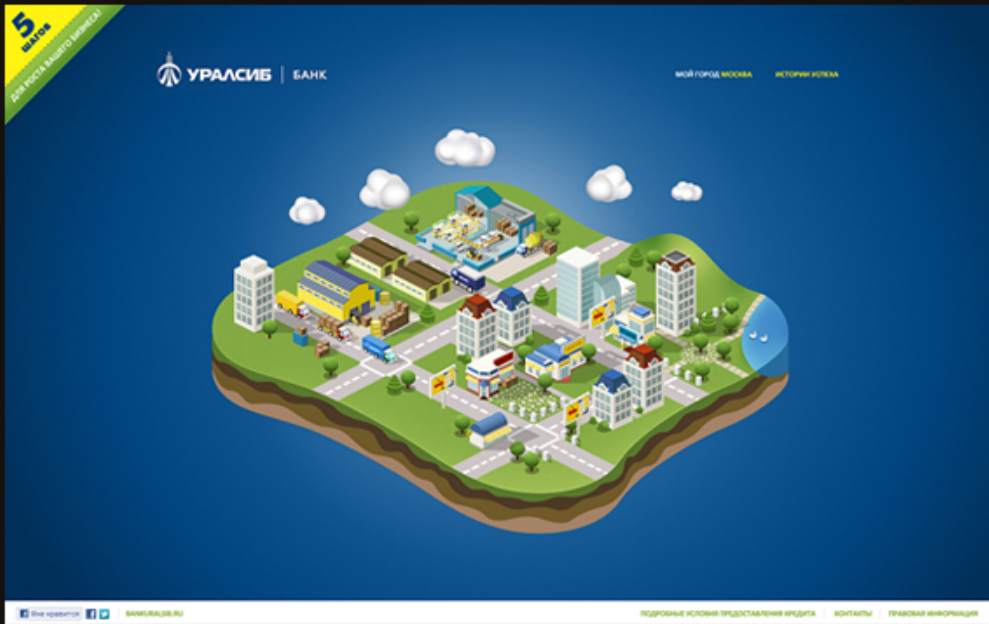 5
ШАГОВ
ДЛЯ РОСТА ВАШЕГО БИЗНЕСА!
УРАЛСИБ | БАНК
МОЙ ГОРОД МОСКВА
ИСТОРИИ УСПЕХА
Мне нравится
BANKURALSIB.RU
ПОДРОБНЫЕ УСЛОВИЯ ПРЕДОСТАВЛЕНИЯ КРЕДИТА
КОНТАКТЫ
ПРАВОВАЯ ИНФОРМАЦИЯ